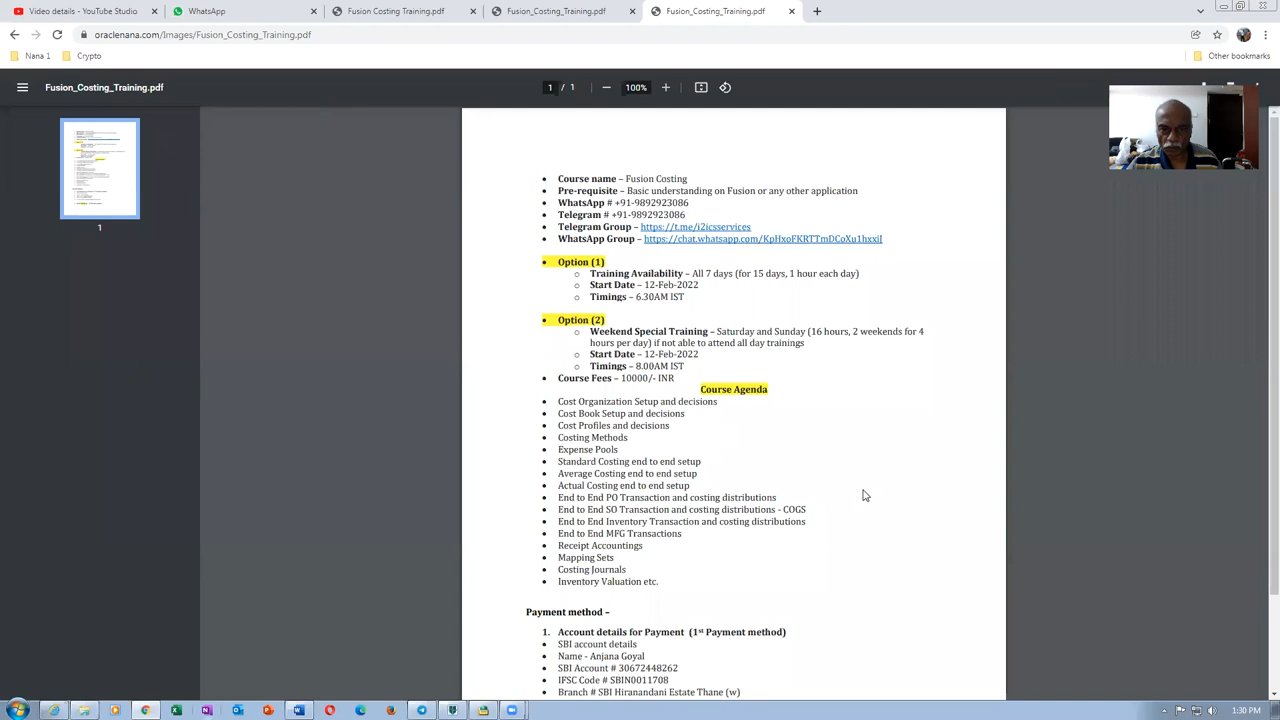 Video details - YouTube Studio
WhatsApp
Fusion Costing Training.pdf
Fusion_Costing_Training.pdf
Fusion_Costing_Training.pdf
oraclenana.com/Images/Fusion_Costing_Training.pdf
Nana 1
Crypto
Other bookmarks
Fusion_Costing_Training.pdf
1 / 1
100%
1
• Course name – Fusion Costing
• Pre-requisite – Basic understanding on Fusion or any other application
• WhatsApp # +91-9892923086
• Telegram # +91-9892923086
• Telegram Group – https://t.me/i2icsservices
• WhatsApp Group – https://chat.whatsapp.com/KpHxoFKRTTmDCoXu1hxxiI
• Option (1)
o Training Availability – All 7 days (for 15 days, 1 hour each day)
o Start Date – 12-Feb-2022
o Timings – 6.30AM IST
• Option (2)
o Weekend Special Training – Saturday and Sunday (16 hours, 2 weekends for 4
hours per day) if not able to attend all day trainings
o Start Date – 12-Feb-2022
o Timings – 8.00AM IST
• Course Fees – 10000/- INR
Course Agenda
• Cost Organization Setup and decisions
• Cost Book Setup and decisions
• Cost Profiles and decisions
• Costing Methods
• Expense Pools
• Standard Costing end to end setup
• Average Costing end to end setup
• Actual Costing end to end setup
• End to End PO Transaction and costing distributions
• End to End SO Transaction and costing distributions - COGS
• End to End Inventory Transaction and costing distributions
• End to End MFG Transactions
• Receipt Accountings
• Mapping Sets
• Costing Journals
• Inventory Valuation etc.
Payment method –
1. Account details for Payment (1st Payment method)
• SBI account details
• Name - Anjana Goyal
• SBI Account # 30672448262
• IFSC Code # SBIN0011708
• Branch # SBI Hiranandani Estate Thane (w)
1:30 PM